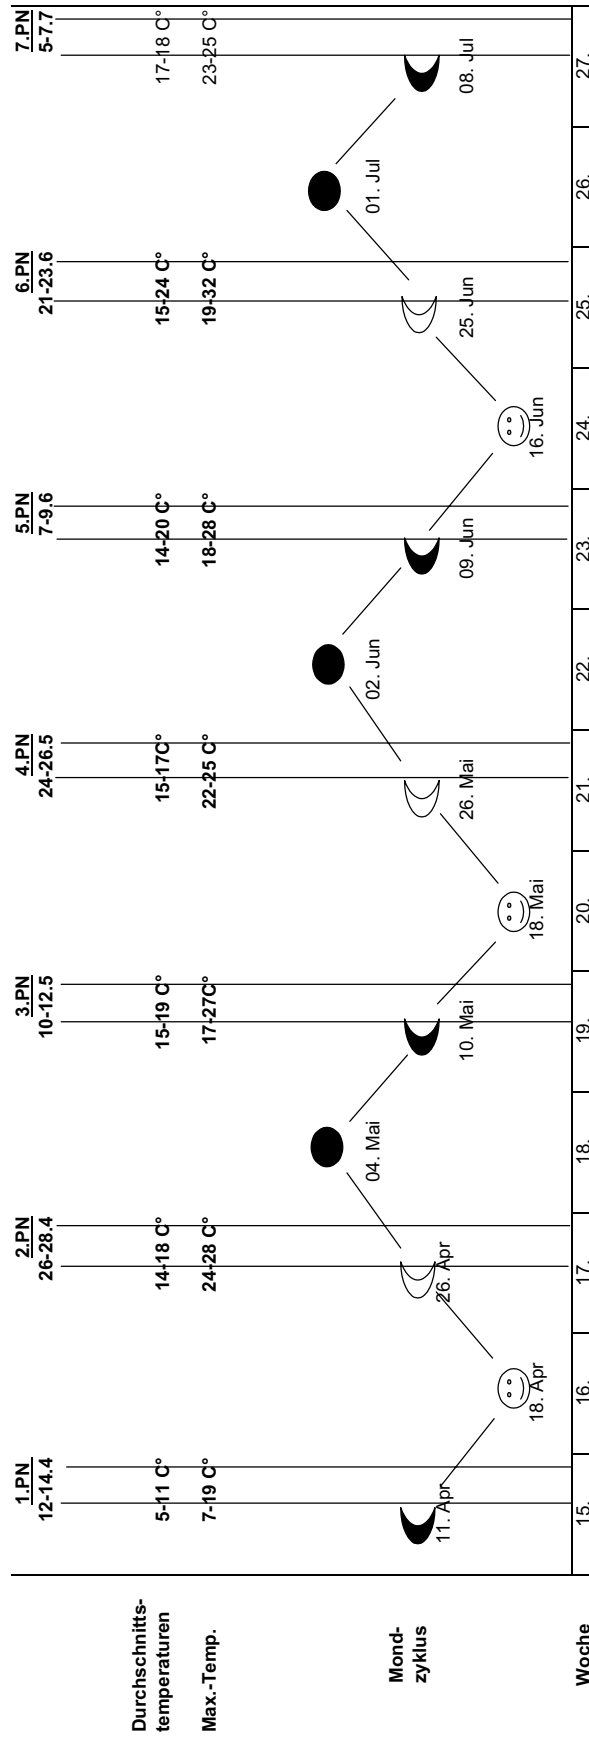 1.PN 2.PN 3.PN 4.PN 5.PN 6.PN 7.PN
12-14.4 26-28.4 10-12.5 24-26.5 7-9.6 21-23.6 5-7.7
Durchschnitts-
temperaturen 5-11 C° 14-18 C° 15-19 C° 15-17C° 14-20 C° 15-24 C° 17-18 C°
Max.-Temp. 7-19 C° 24-28 C° 17-27C° 22-25 C° 18-28 C° 19-32 C° 23-25 C°
04. Mai 02. Jun 01. Jul
Mond-
zyklus
11. Apr 26. Apr 10. Mai 26. Mai 09. Jun 25. Jun 08. Jul
18. Apr 18. Mai 16. Jun
Woche 15. 16. 17. 18. 19. 20. 21. 22. 23. 24. 25. 26. 27.